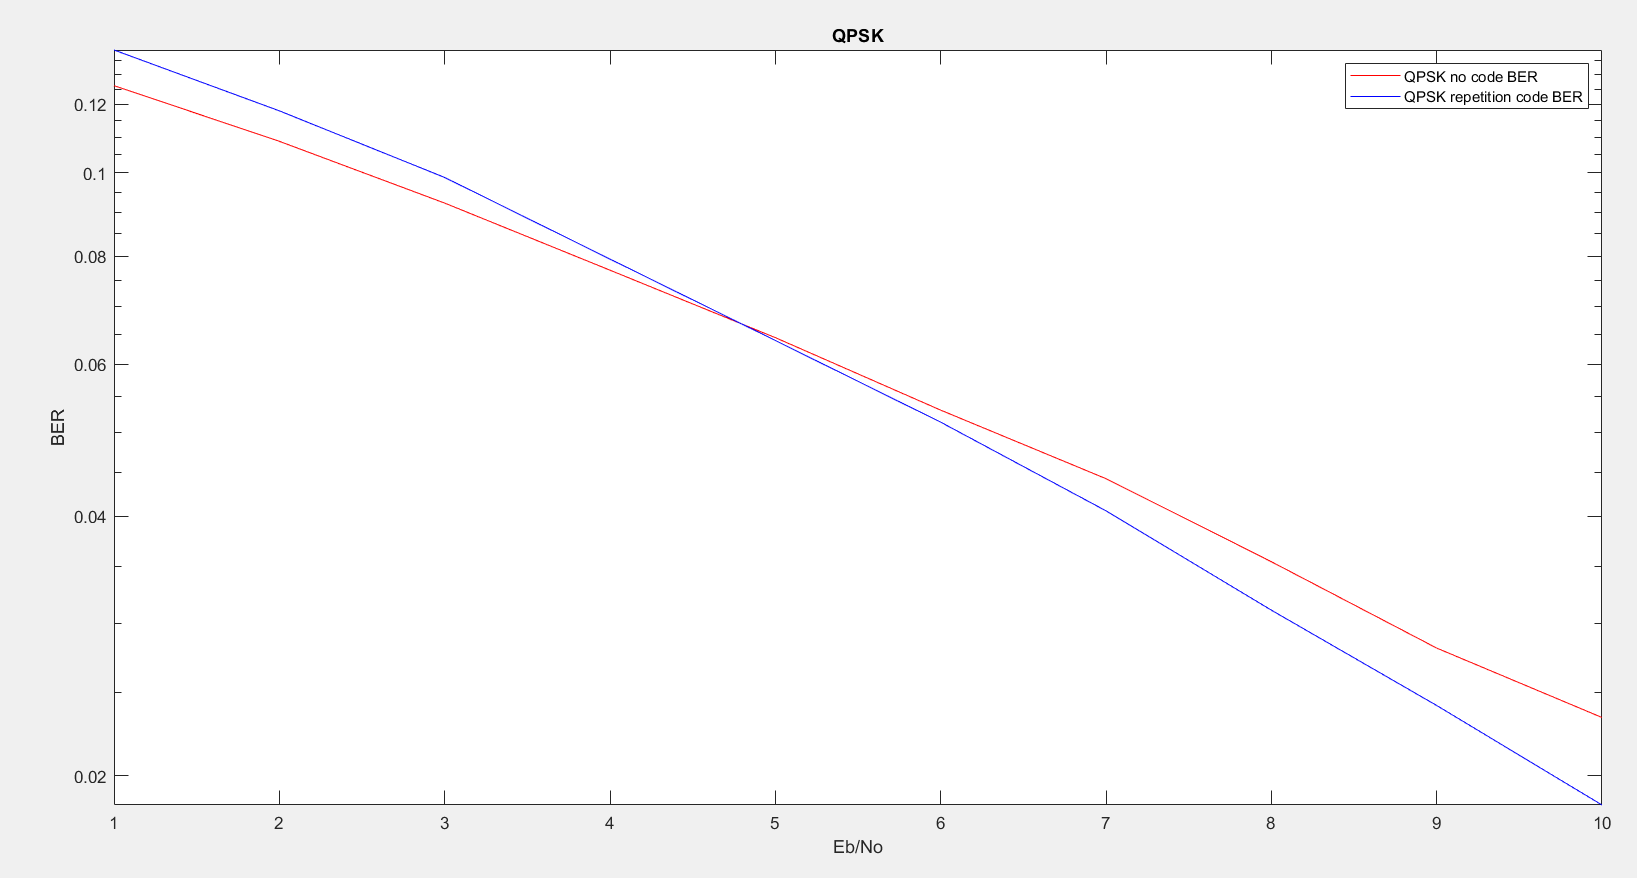 QPSK
QPSK no code BER
QPSK repetition code BER
0.12
0.1
0.08
0.06
0.04
0.02
BER
1 2 3 4 5 6 7 8 9 10
Eb/No